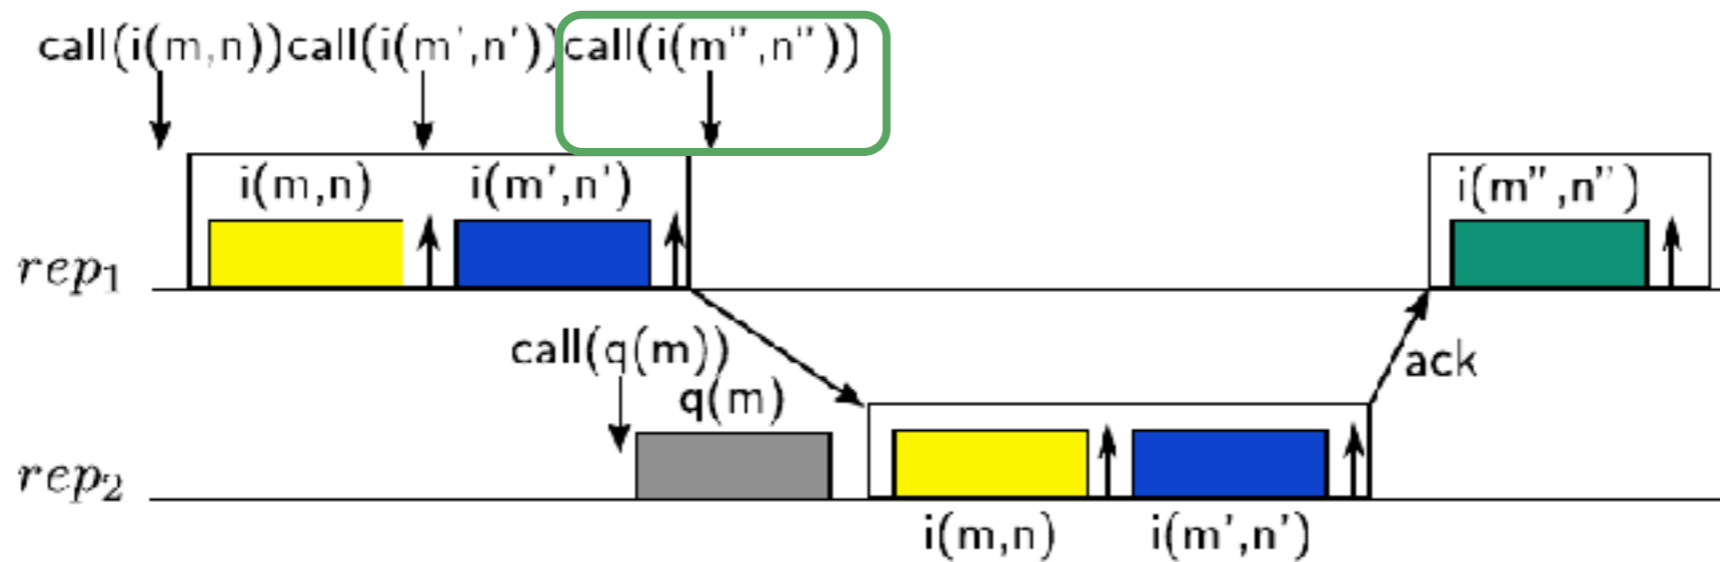 call(i(m,n)) call(i(m',n')) call(i(m'',n''))
i(m,n) i(m',n') i(m'',n'')
rep1
call(q(m))
ack
q(m)
rep2
i(m,n) i(m',n')